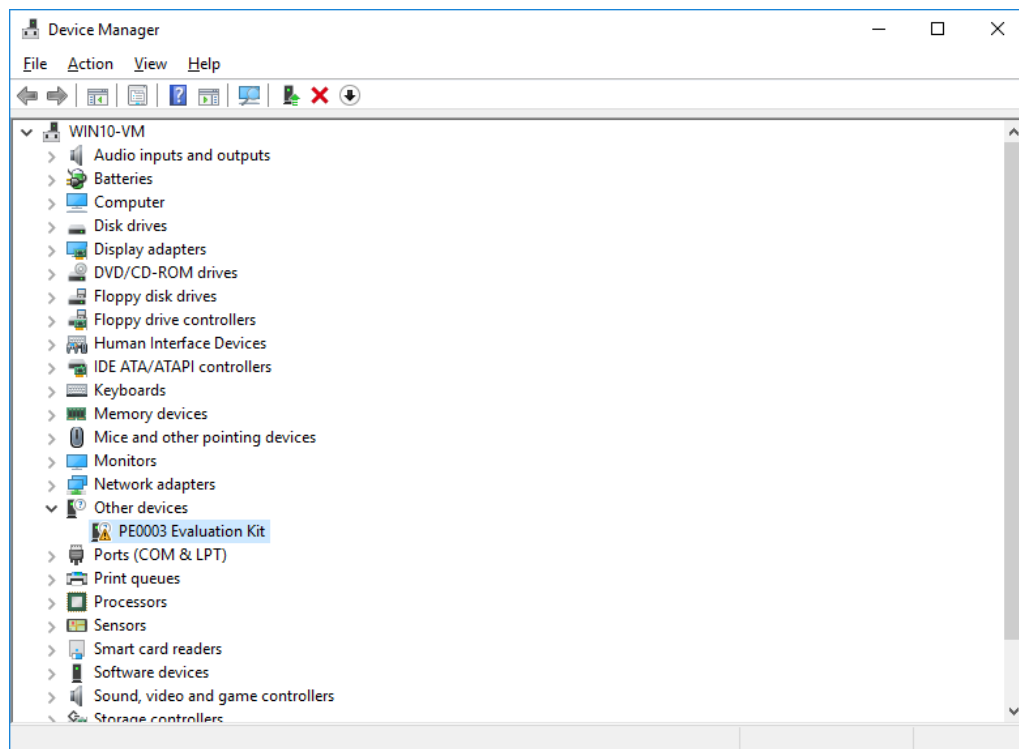 Device Manager
File Action View Help
WIN10-VM
Audio inputs and outputs
Batteries
Computer
Disk drives
Display adapters
DVD/CD-ROM drives
Floppy disk drives
Floppy drive controllers
Human Interface Devices
IDE ATA/ATAPI controllers
Keyboards
Memory devices
Mice and other pointing devices
Monitors
Network adapters
Other devices
PE0003 Evaluation Kit
Ports (COM & LPT)
Print queues
Processors
Sensors
Smart card readers
Software devices
Sound, video and game controllers
Storage controllers